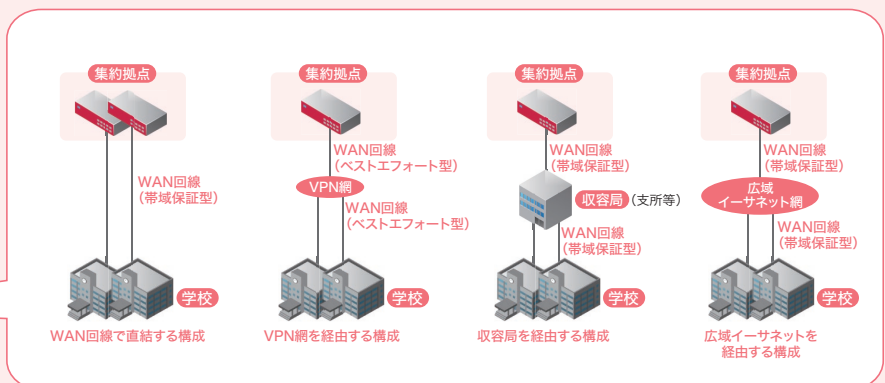 集約拠点
WAN回線
（帯域保証型）
学校
WAN回線で直結する構成
集約拠点
WAN回線
（ベストエフォート型）
VPN網
WAN回線
（ベストエフォート型）
学校
VPN網を経由する構成
集約拠点
WAN回線
（帯域保証型）
収容局（支所等）
WAN回線
（帯域保証型）
学校
収容局を経由する構成
集約拠点
WAN回線
（帯域保証型）
広域
イーサネット網
WAN回線
（帯域保証型）
学校
広域イーサネットを
経由する構成